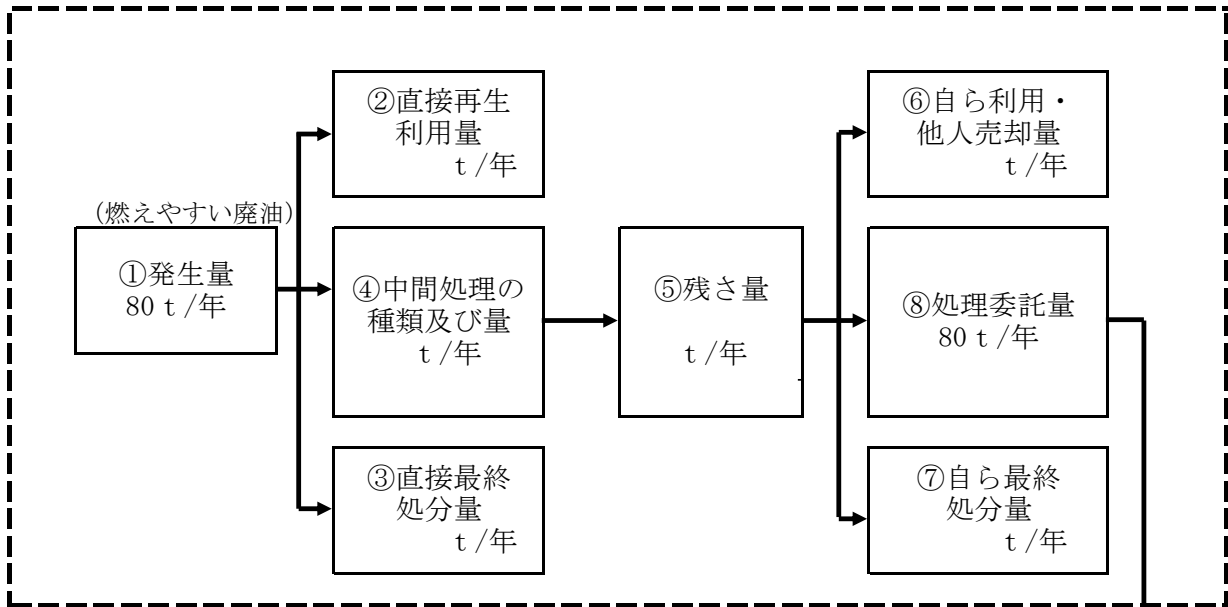 (燃えやすい廃油)
①発生量
80 t /年
②直接再生
利用量
t /年
④中間処理の
種類及び量
t /年
③直接最終
処分量
t /年
⑤残さ量
t /年
⑥自ら利用・
他人売却量
t /年
⑧処理委託量
80 t /年
⑦自ら最終
処分量
t /年